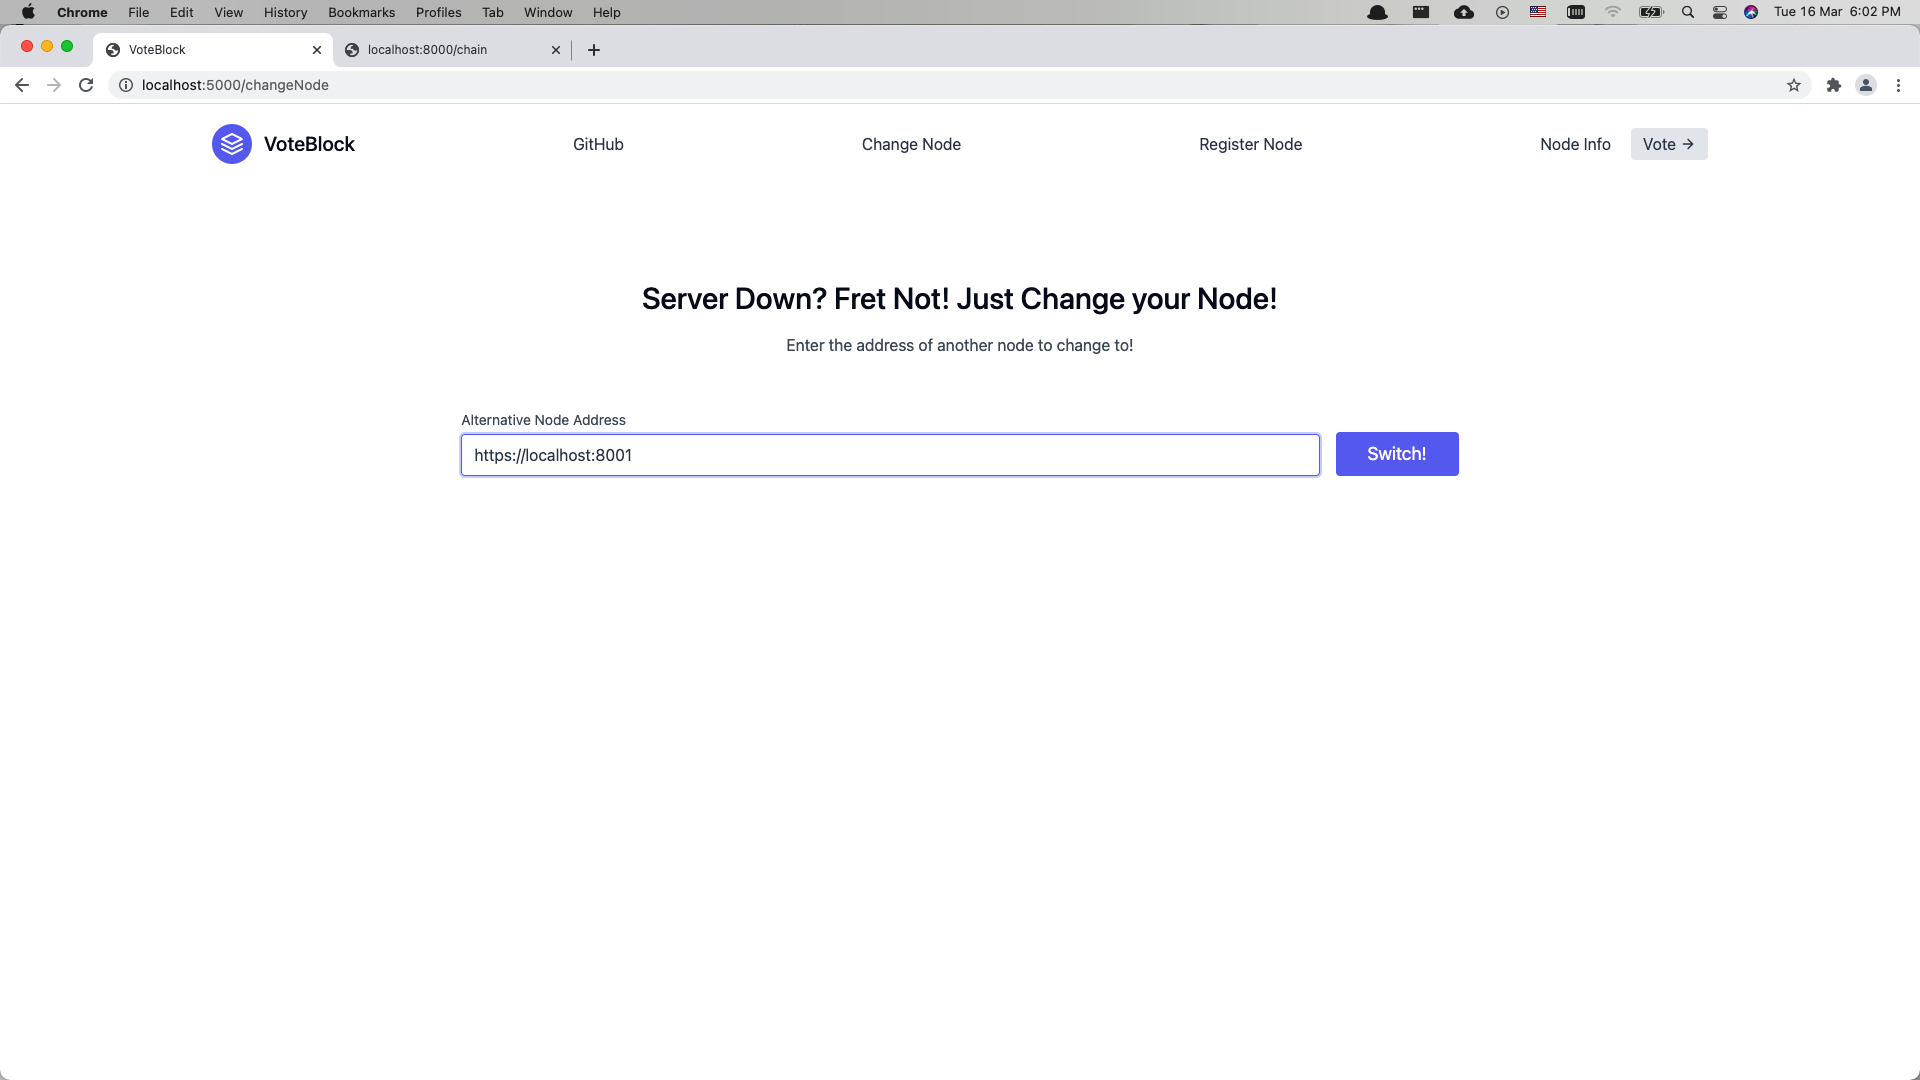 Chrome File Edit View History Bookmarks Profiles Tab Window Help Tue 16 Mar 6:02 PM
VoteBlock localhost:8000/chain
localhost:5000/changeNode
VoteBlock GitHub Change Node Register Node Node Info Vote →
Server Down? Fret Not! Just Change your Node!
Enter the address of another node to change to!
Alternative Node Address
https://localhost:8001 Switch!